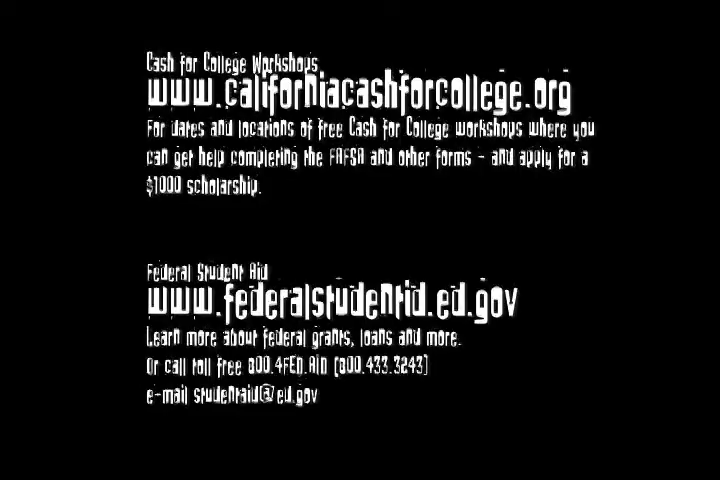 Cash for College Workshops
www.californiacashforcollege.org
For dates and locations of free Cash for College workshops where you
can get help completing the FAFSA and other forms - and apply for a
$1000 scholarship.
Federal Student Aid
www.federalstudentid.ed.gov
Learn more about federal grants, loans and more.
Or call toll free 800.4FED.AID [800.433.3243]
e-mail studentaid@ed.gov